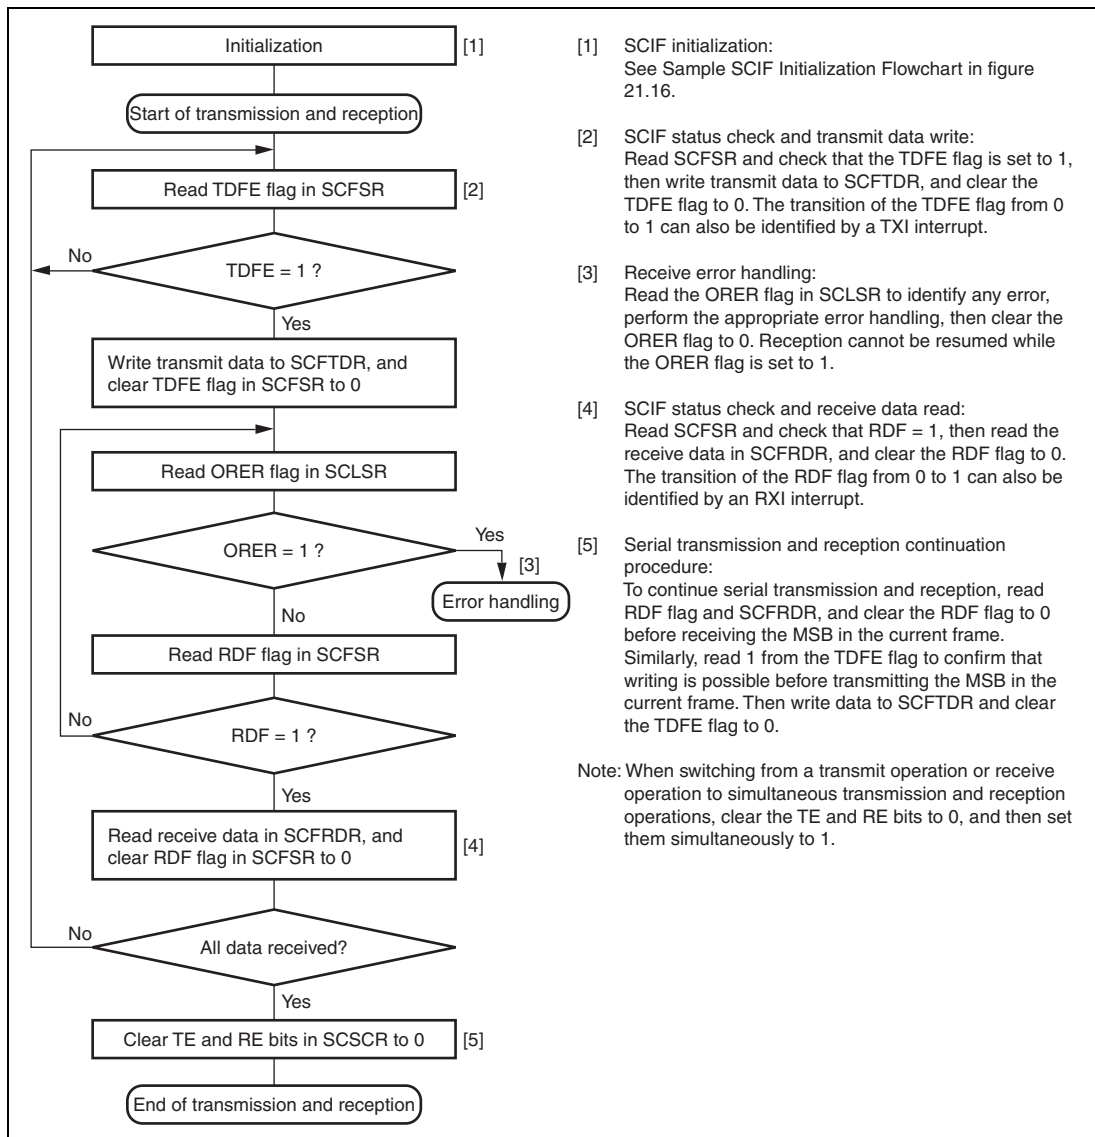 Initialization
[1]
Start of transmission and reception
Read TDFE flag in SCFSR
[2]
No
TDFE = 1 ?
Yes
Write transmit data to SCFTDR, and
clear TDFE flag in SCFSR to 0
Read ORER flag in SCLSR
ORER = 1 ?
Yes
[3]
Error handling
No
Read RDF flag in SCFSR
No
RDF = 1 ?
Yes
Read receive data in SCFRDR, and
clear RDF flag in SCFSR to 0
[4]
No
All data received?
Yes
Clear TE and RE bits in SCSCR to 0
[5]
End of transmission and reception
[1] SCIF initialization:
See Sample SCIF Initialization Flowchart in figure
21.16.
[2] SCIF status check and transmit data write:
Read SCFSR and check that the TDFE flag is set to 1,
then write transmit data to SCFTDR, and clear the
TDFE flag to 0. The transition of the TDFE flag from 0
to 1 can also be identified by a TXI interrupt.
[3] Receive error handling:
Read the ORER flag in SCLSR to identify any error,
perform the appropriate error handling, then clear the
ORER flag to 0. Reception cannot be resumed while
the ORER flag is set to 1.
[4] SCIF status check and receive data read:
Read SCFSR and check that RDF = 1, then read the
receive data in SCFRDR, and clear the RDF flag to 0.
The transition of the RDF flag from 0 to 1 can also be
identified by an RXI interrupt.
[5] Serial transmission and reception continuation
procedure:
To continue serial transmission and reception, read
RDF flag and SCFRDR, and clear the RDF flag to 0
before receiving the MSB in the current frame.
Similarly, read 1 from the TDFE flag to confirm that
writing is possible before transmitting the MSB in the
current frame. Then write data to SCFTDR and clear
the TDFE flag to 0.
Note: When switching from a transmit operation or receive
operation to simultaneous transmission and reception
operations, clear the TE and RE bits to 0, and then set
them simultaneously to 1.